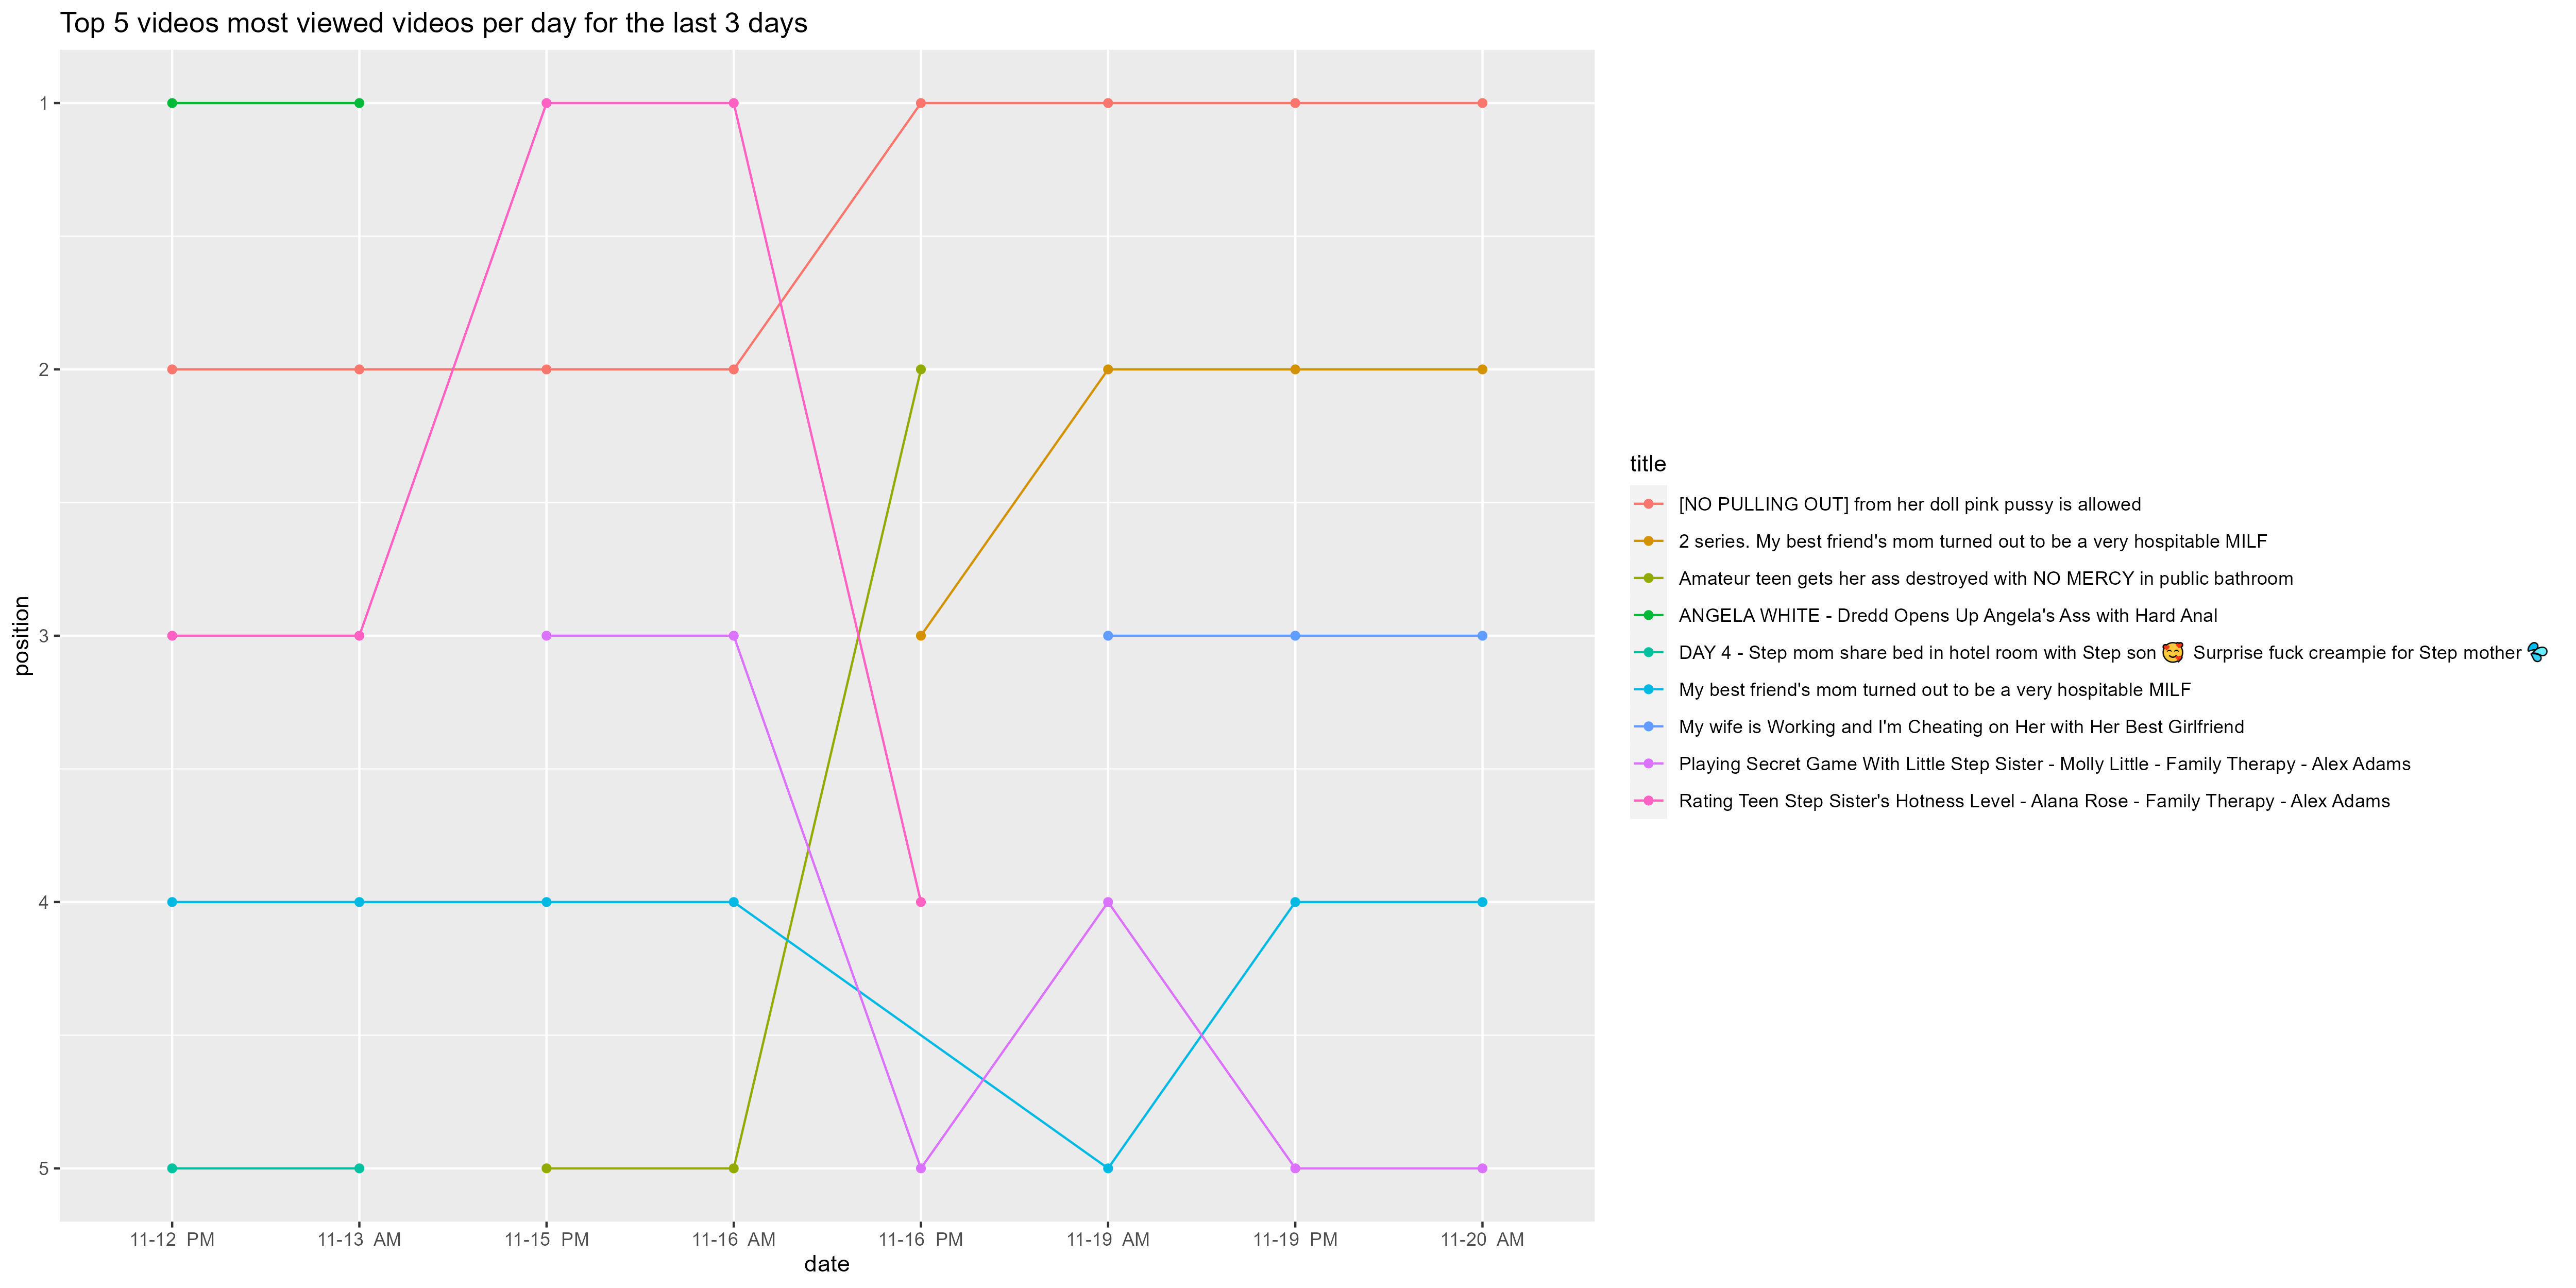 Top 5 videos most viewed videos per day for the last 3 days
position
1
2
3
4
5
11-12 PM
11-13 AM
11-15 PM
11-16 AM
11-16 PM
11-19 AM
11-19 PM
11-20 AM
date
title
[NO PULLING OUT] from her doll pink pussy is allowed
2 series. My best friend's mom turned out to be a very hospitable MILF
Amateur teen gets her ass destroyed with NO MERCY in public bathroom
ANGELA WHITE - Dredd Opens Up Angela's Ass with Hard Anal
DAY 4 - Step mom share bed in hotel room with Step son 🥰 Surprise fuck creampie for Step mother 💦
My best friend's mom turned out to be a very hospitable MILF
My wife is Working and I'm Cheating on Her with Her Best Girlfriend
Playing Secret Game With Little Step Sister - Molly Little - Family Therapy - Alex Adams
Rating Teen Step Sister's Hotness Level - Alana Rose - Family Therapy - Alex Adams